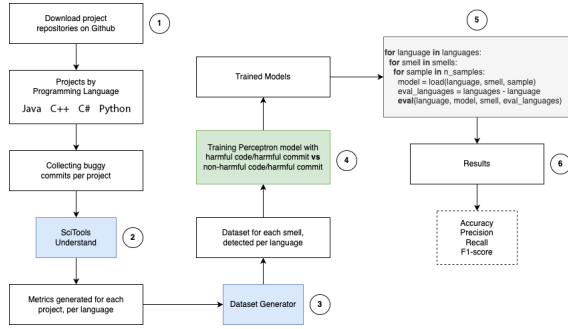 Download project
repositories on Github
1
Projects by
Programming Language
Java C++ C# Python
Collecting buggy
commits per project
SciTools
Understand
2
Metrics generated for each
project, per language
Dataset Generator
3
Dataset for each smell,
detected per language
Training Perceptron model with
harmful code/harmful commit vs
non-harmful code/harmful commit
4
Trained Models
5
for language in languages:
for smell in smells:
for sample in n_samples:
model = load(language, smell, sample)
eval_languages = languages - language
eval(language, model, smell, eval_languages)
Results
6
Accuracy
Precision
Recall
F1-score